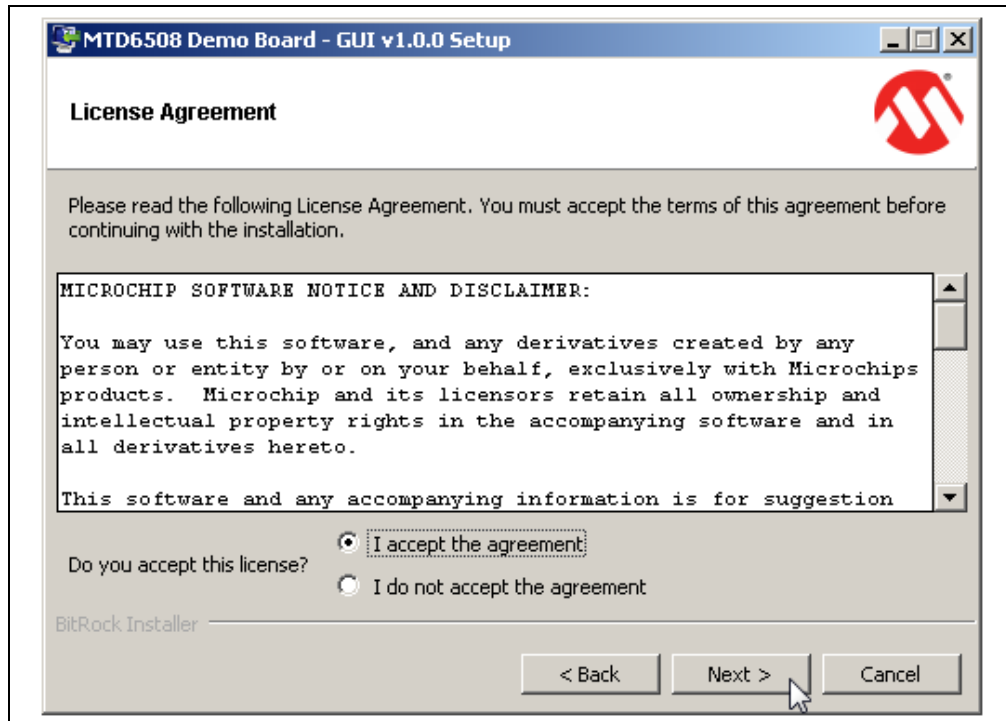 MTD6508 Demo Board - GUI v1.0.0 Setup
License Agreement
Please read the following License Agreement. You must accept the terms of this agreement before
continuing with the installation.
MICROCHIP SOFTWARE NOTICE AND DISCLAIMER:
You may use this software, and any derivatives created by any
person or entity by or on your behalf, exclusively with Microchips
products.  Microchip and its licensors retain all ownership and
intellectual property rights in the accompanying software and in
all derivatives hereto.
This software and any accompanying information is for suggestion
Do you accept this license?
I accept the agreement
I do not accept the agreement
BitRock Installer
< Back
Next >
Cancel